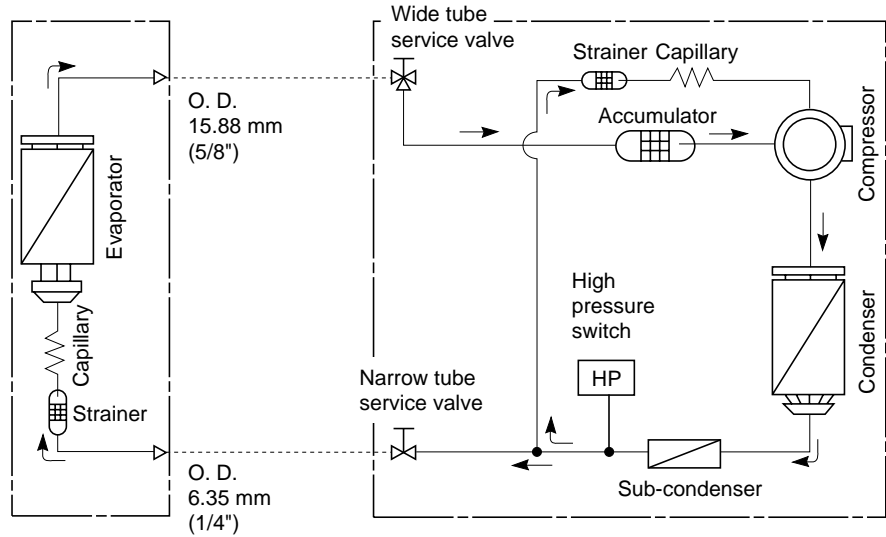 Wide tube
service valve
Strainer Capillary
Accumulator
Compressor
O. D.
15.88 mm
(5/8")
Evaporator
High
pressure
switch
HP
Condenser
Capillary
Strainer
Narrow tube
service valve
Sub-condenser
O. D.
6.35 mm
(1/4")